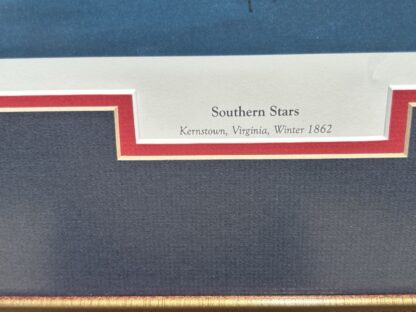 Southern Stars
Kernstown, Virginia, Winter 1862